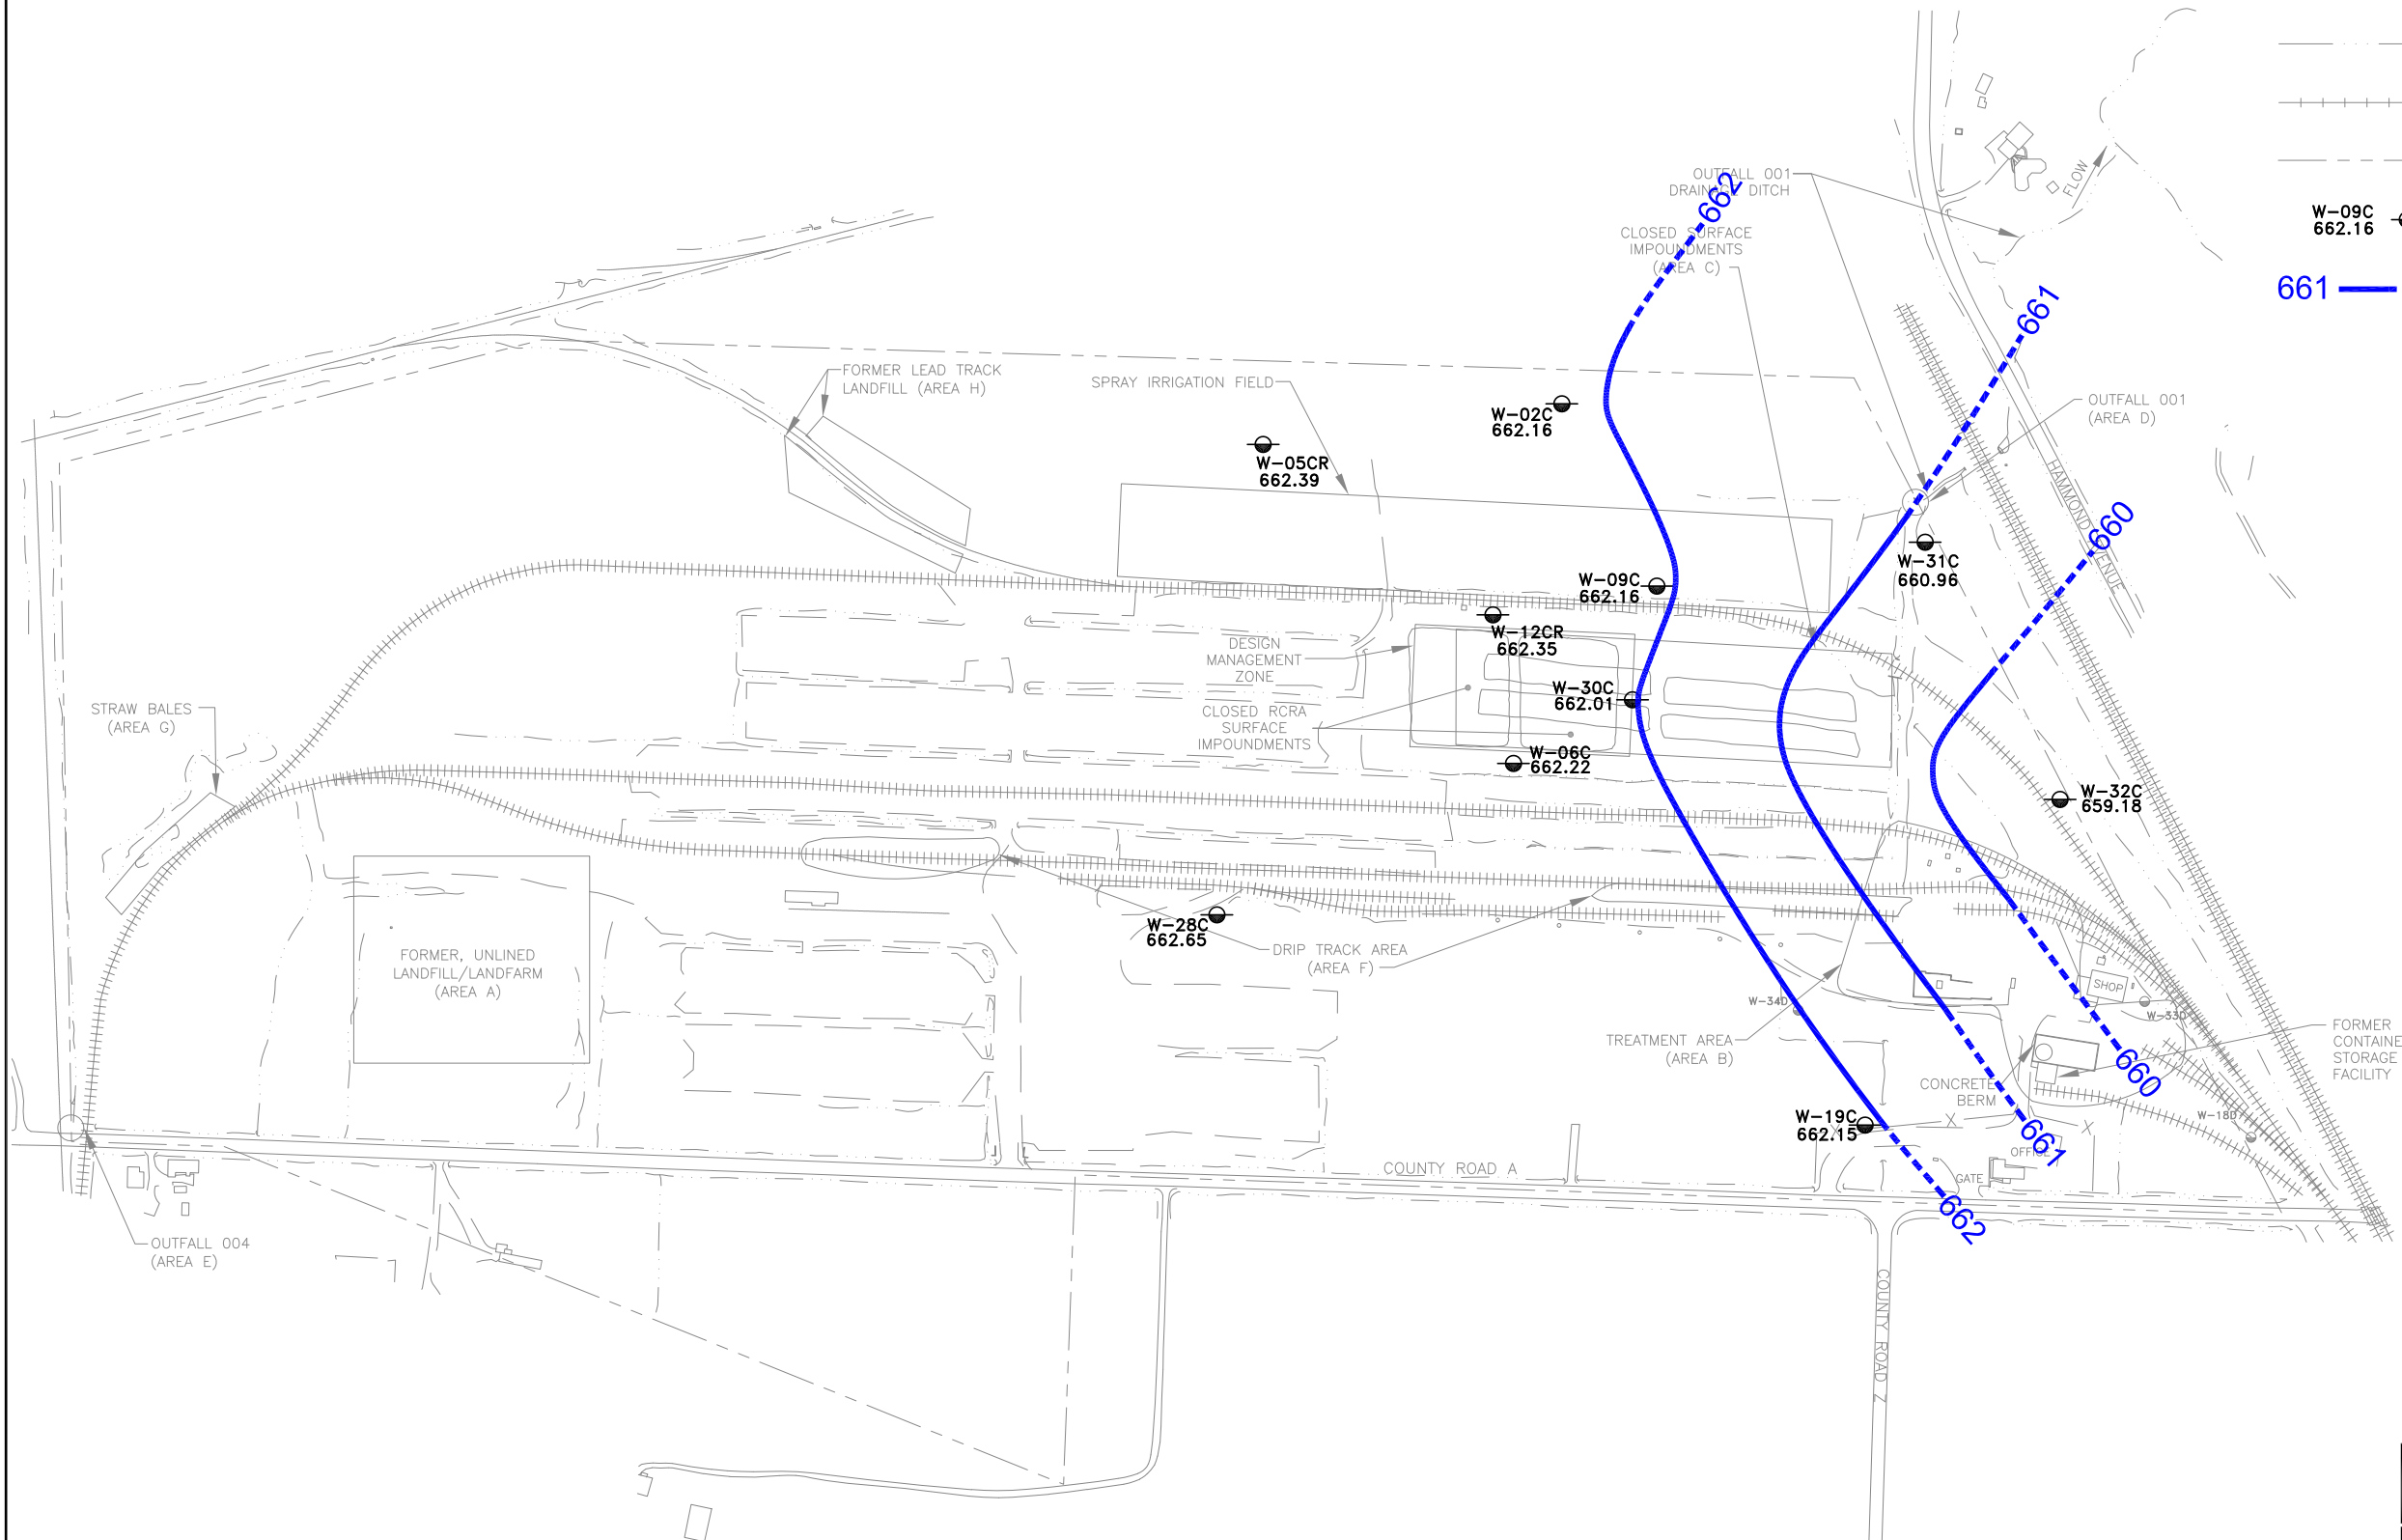 OUTFALL 001
DRAINAGE DITCH
662
FLOW
CLOSED SURFACE
IMPOUNDMENTS
(AREA C)
W-09C
662.16
661
661
FORMER LEAD TRACK
LANDFILL (AREA H)
SPRAY IRRIGATION FIELD
W-02C
662.16
OUTFALL 001
(AREA D)
W-05CR
662.39
HAMMOND AVENUE
660
W-31C
660.96
W-09C
662.16
W-12CR
662.35
DESIGN
MANAGEMENT
ZONE
W-30C
662.01
STRAW BALES
(AREA G)
CLOSED RCRA
SURFACE
IMPOUNDMENTS
W-06C
662.22
W-32C
659.18
W-28C
662.65
DRIP TRACK AREA
(AREA F)
FORMER, UNLINED
LANDFILL/LANDFARM
(AREA A)
SHOP
W-34D
W-33D
TREATMENT AREA
(AREA B)
FORMER
CONTAINE
STORAGE
FACILITY
660
CONCRETE
BERM
W-19C
662.15
W-18D
661
OFFICE
GATE
COUNTY ROAD A
662
OUTFALL 004
(AREA E)
COUNTY ROAD Z